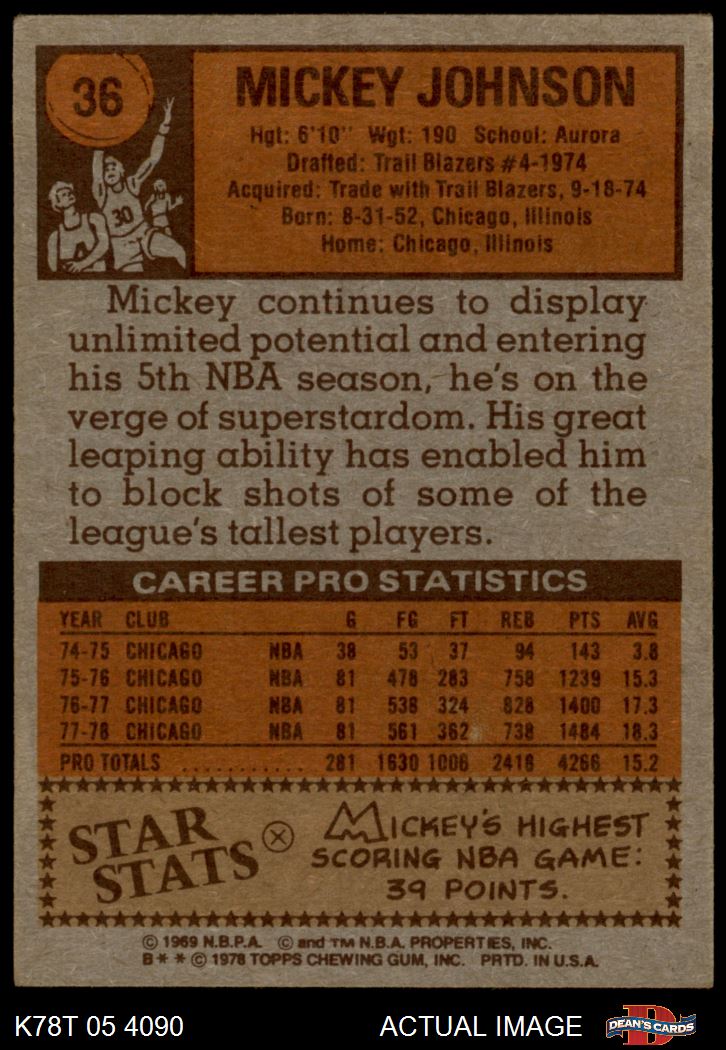 36
MICKEY JOHNSON
Hgt: 6'10" Wgt: 190 School: Aurora
Drafted: Trail Blazers #4-1974
Acquired: Trade with Trail Blazers, 9-18-74
Born: 8-31-52, Chicago, Illinois
Home: Chicago, Illinois
30
Mickey continues to display
unlimited potential and entering
his 5th NBA season, he's on the
verge of superstardom. His great
leaping ability has enabled him
to block shots of some of the
league's tallest players.
CAREER PRO STATISTICS
YEAR CLUB G FG FT REB PTS AVG
74-75 CHICAGO NBA 38 53 37 94 143 3.8
75-76 CHICAGO NBA 81 478 283 758 1239 15.3
76-77 CHICAGO NBA 81 538 324 828 1400 17.3
77-78 CHICAGO NBA 81 561 362 738 1484 18.3
PRO TOTALS ........... 281 1630 1006 2418 4266 15.2
STAR STATS
MICKEY'S HIGHEST
SCORING NBA GAME:
39 POINTS.
© 1969 N.B.P.A. © and TM N.B.A. PROPERTIES, INC.
B * * © 1978 TOPPS CHEWING GUM, INC. PRTD. IN U.S.A.
K78T 05 4090 ACTUAL IMAGE DEAN'S CARDS